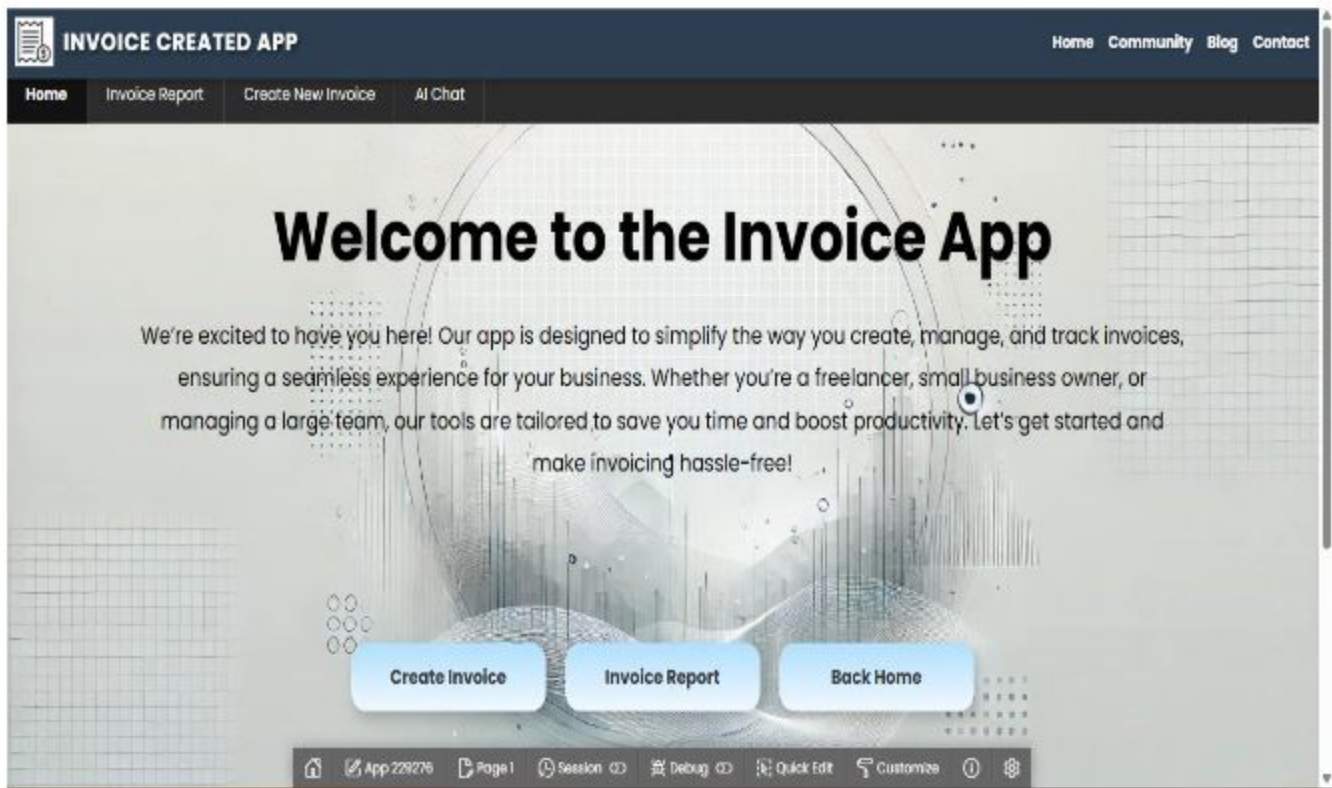 INVOICE CREATED APP
Home Community Blog Contact
Home Invoice Report Create New Invoice AI Chat
Welcome to the Invoice App
We're excited to have you here! Our app is designed to simplify the way you create, manage, and track invoices,
ensuring a seamless experience for your business. Whether you're a freelancer, small business owner, or
managing a large team, our tools are tailored to save you time and boost productivity. Let's get started and
make invoicing hassle-free!
Create Invoice Invoice Report Back Home
App 229276 Page 1 Session Debug Quick Edit Customize